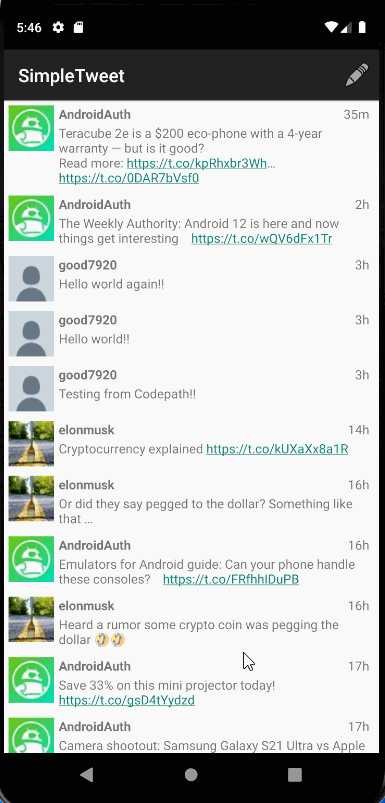 5:46
SimpleTweet
AndroidAuth 35m
Teracube 2e is a $200 eco-phone with a 4-year
warranty — but is it good?
Read more: https://t.co/kpRhxbr3Wh…
https://t.co/0DAR7bVsf0
AndroidAuth 2h
The Weekly Authority: Android 12 is here and now
things get interesting https://t.co/wQV6dFx1Tr
good7920 3h
Hello world again!!
good7920 3h
Hello world!!
good7920 3h
Testing from Codepath!!
elonmusk 14h
Cryptocurrency explained https://t.co/kUXaXx8a1R
elonmusk 16h
Or did they say pegged to the dollar? Something like
that …
AndroidAuth 16h
Emulators for Android guide: Can your phone handle
these consoles? https://t.co/FRfhhIDuPB
elonmusk 16h
Heard a rumor some crypto coin was pegging the
dollar 🤣🤣
AndroidAuth 17h
Save 33% on this mini projector today!
https://t.co/gsD4tYydzd
AndroidAuth 17h
Camera shootout: Samsung Galaxy S21 Ultra vs Apple